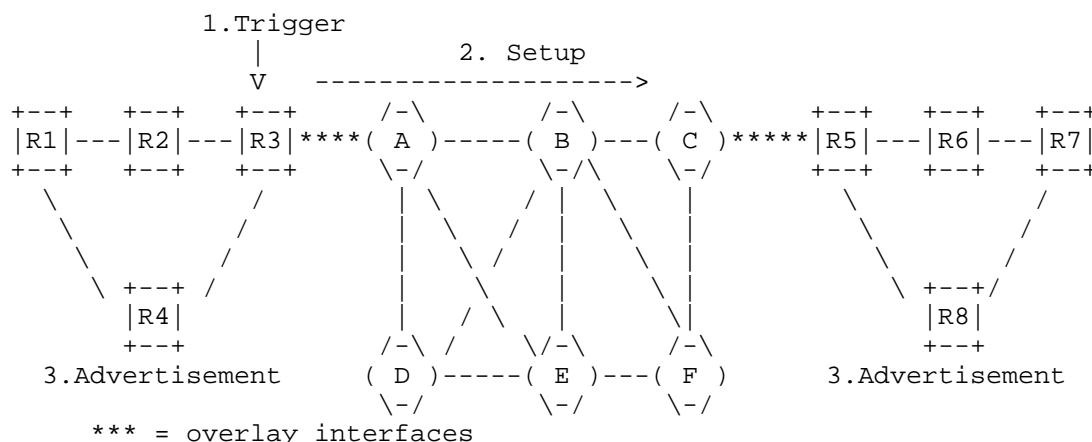 1.Trigger
2. Setup
V
R1 R2 R3 **** A B C ***** R5 R6 R7
R4 R8
D E F
3.Advertisement 3.Advertisement
*** = overlay interfaces